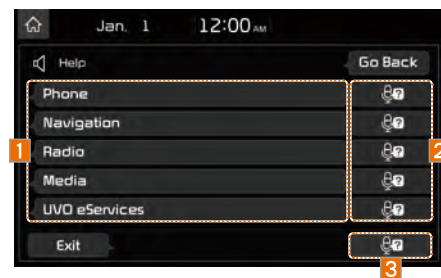 Jan. 1 12:00 AM
Help Go Back
Phone ?
Navigation ?
1 Radio ? 2
Media ?
UVO eServices ?
Exit ?
3